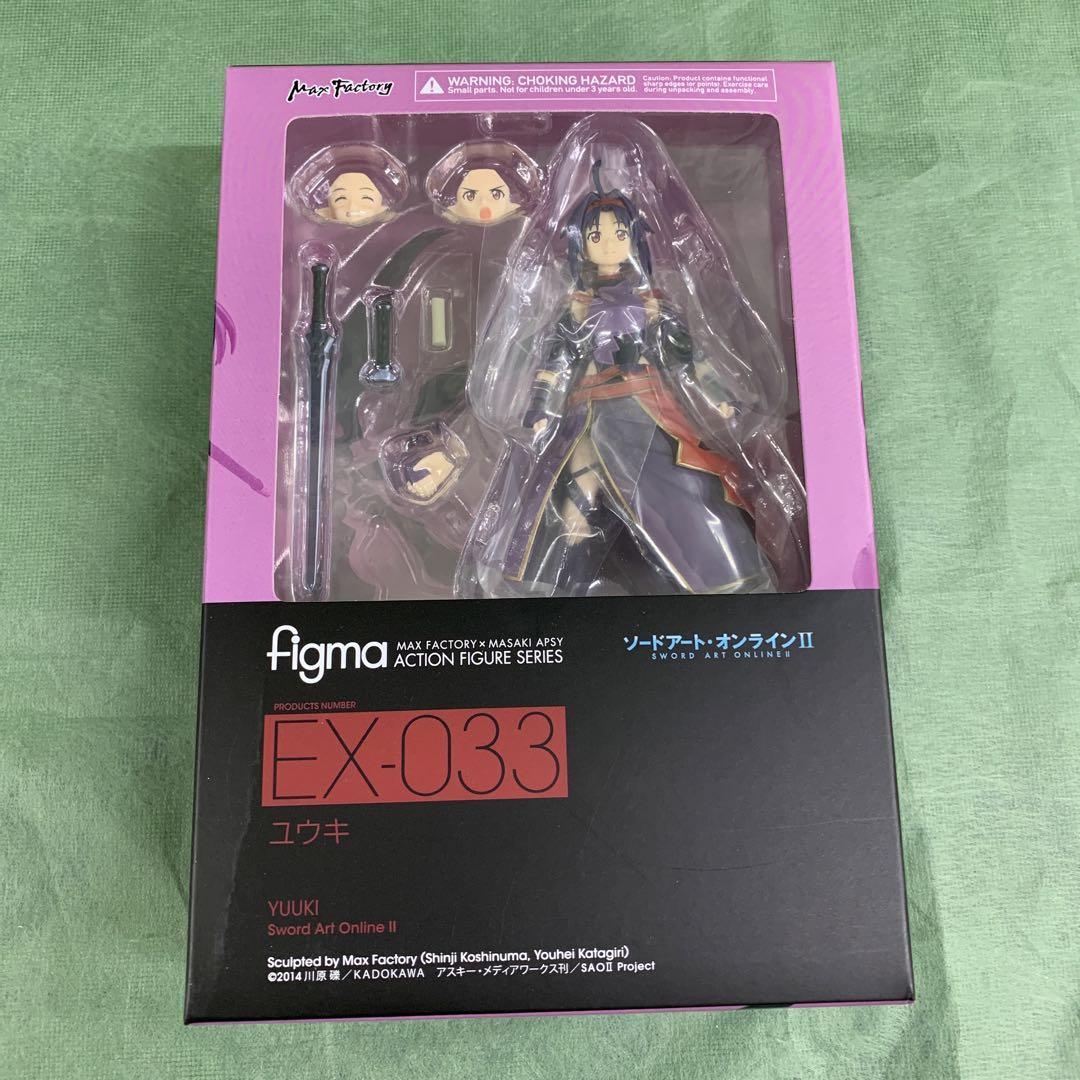 Max Factory
WARNING: CHOKING HAZARD
Small parts. Not for children under 3 years old.
Caution: Product contains functional
sharp edges (or points). Exercise care
during unpacking and assembly.
figma
MAX FACTORY×MASAKI APSY
ACTION FIGURE SERIES
ソードアート・オンラインⅡ
SWORD ART ONLINE II
PRODUCTS NUMBER
EX-033
ユウキ
YUUKI
Sword Art Online II
Sculpted by Max Factory (Shinji Koshinuma, Youhei Katagiri)
©2014 川原 礫／KADOKAWA アスキー・メディアワークス刊／SAOⅡ Project